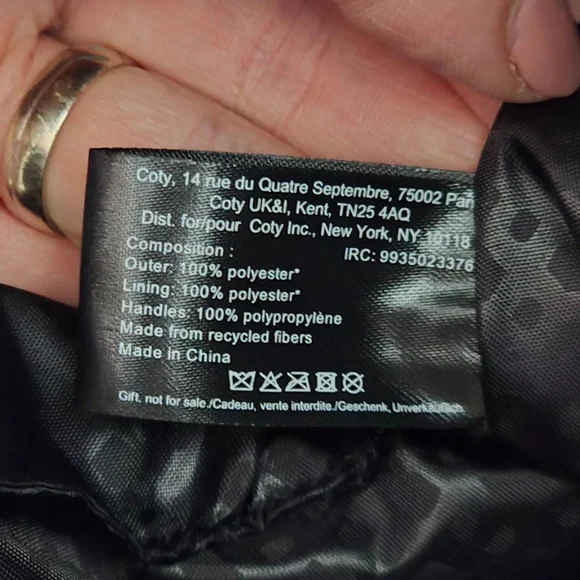 Coty, 14 rue du Quatre Septembre, 75002 Pari
Coty UK&I, Kent, TN25 4AQ
Dist. for/pour Coty Inc., New York, NY 10118
IRC: 9935023376
Composition :
Outer: 100% polyester*
Lining: 100% polyester*
Handles: 100% polypropylène
Made from recycled fibers
Made in China
Gift, not for sale./Cadeau, vente interdite./Geschenk, Unverkäuflich.